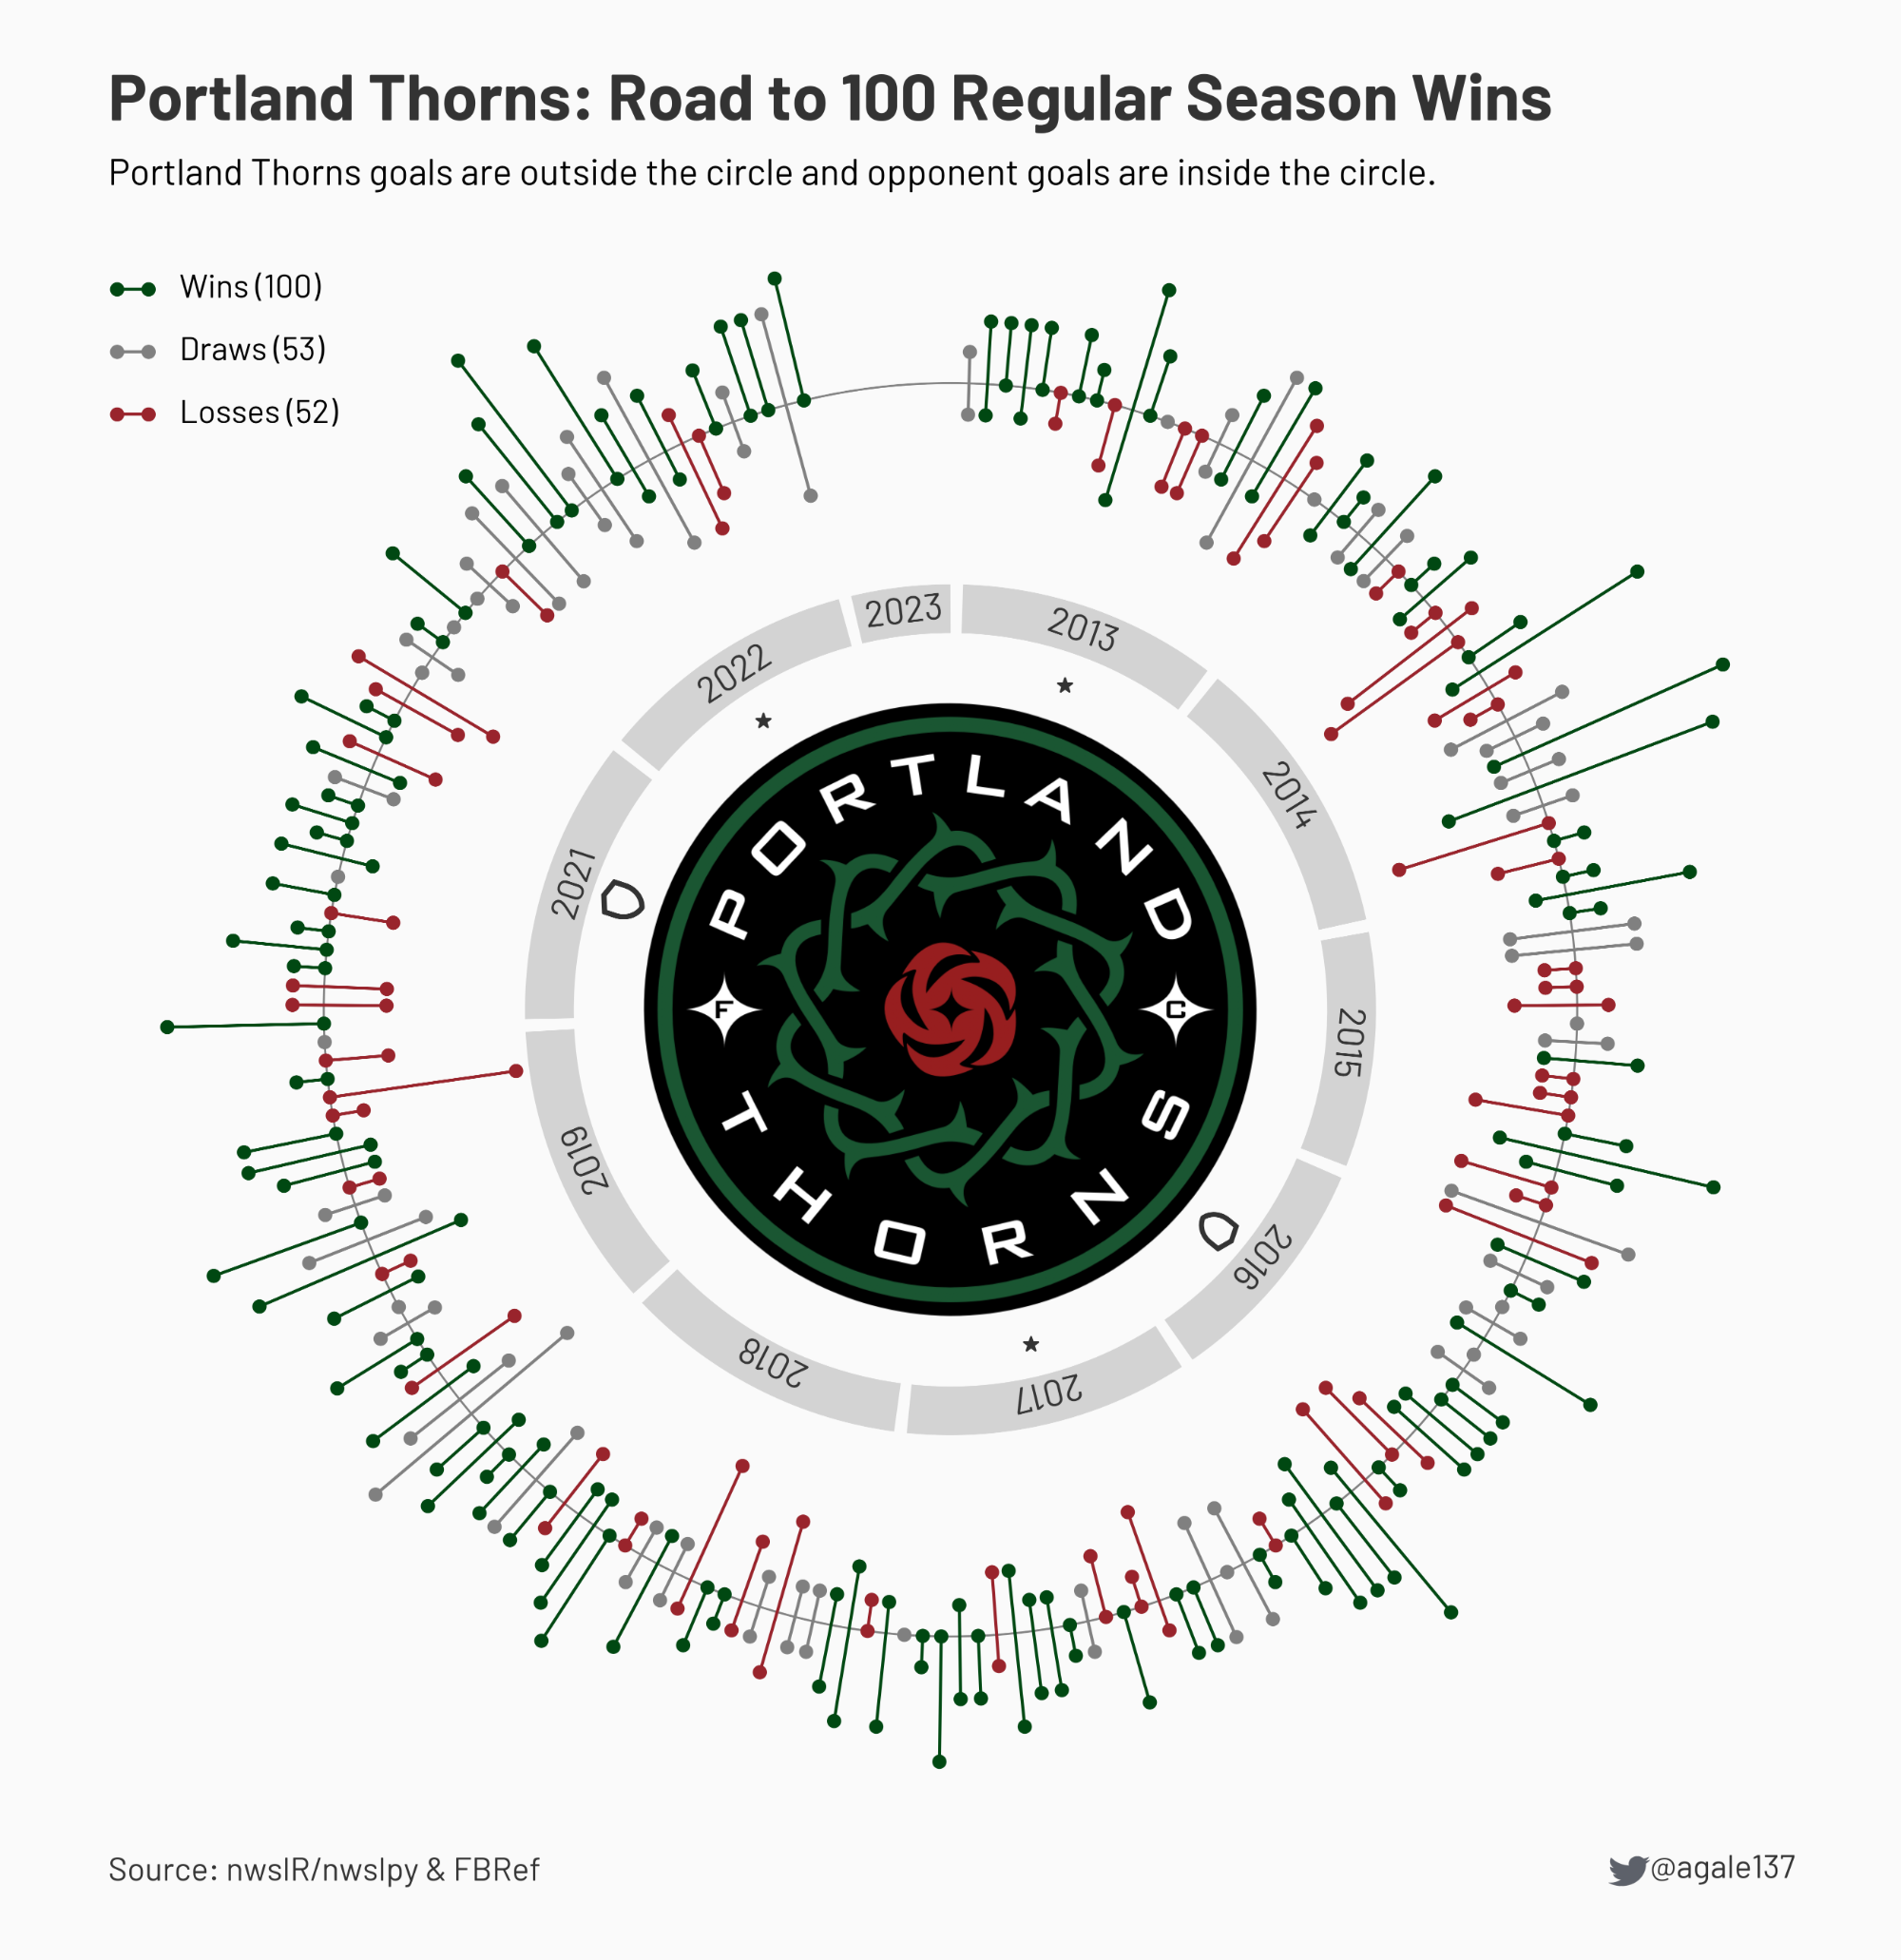 Portland Thorns: Road to 100 Regular Season Wins
Portland Thorns goals are outside the circle and opponent goals are inside the circle.
Wins (100)
Draws (53)
Losses (52)
2023
2013
2022
2014
2021
2015
2019
2016
2018
2017
PORTLAND
F
C
THORNS
Source: nwslR/nwslpy & FBRef
@agale137